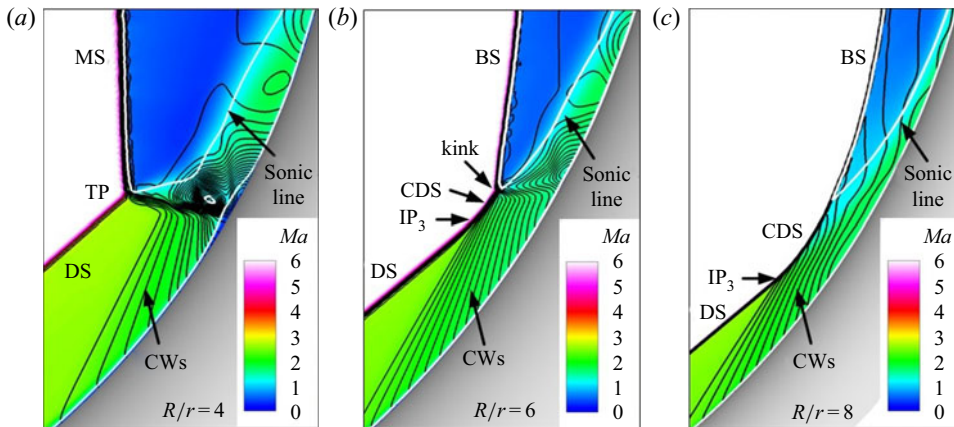 (a)
MS
TP
DS
CWs
Sonic
line
R/r = 4
Ma
6
5
4
3
2
1
0
(b)
BS
kink
CDS
IP3
DS
CWs
Sonic
line
R/r = 6
Ma
6
5
4
3
2
1
0
(c)
BS
CDS
IP3
DS
CWs
Sonic
line
R/r = 8
Ma
6
5
4
3
2
1
0